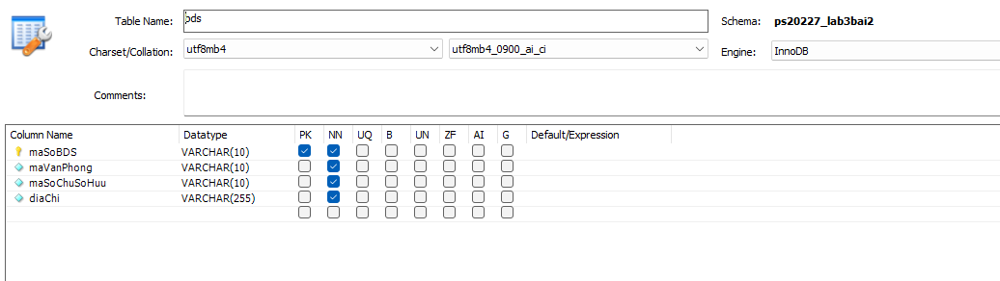 Table Name: bds Schema: ps20227_lab3bai2
Charset/Collation: utf8mb4 utf8mb4_0900_ai_ci Engine: InnoDB
Comments:
Column Name Datatype PK NN UQ B UN ZF AI G Default/Expression
maSoBDS VARCHAR(10)
maVanPhong VARCHAR(10)
maSoChuSoHuu VARCHAR(10)
diaChi VARCHAR(255)